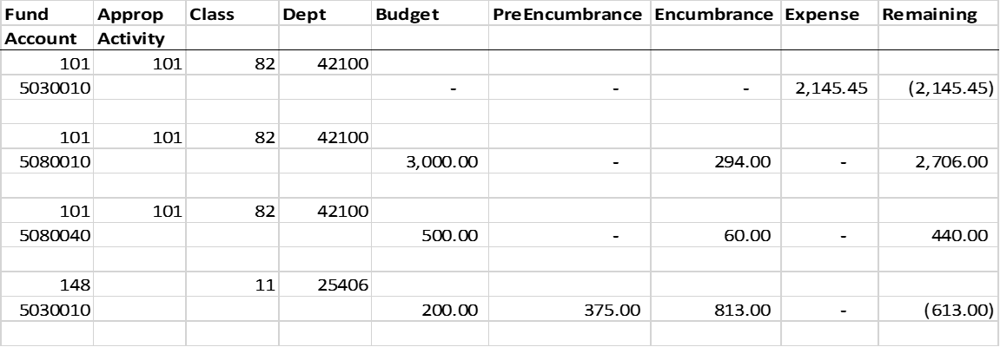 Fund Approp Class Dept Budget PreEncumbrance Encumbrance Expense Remaining
Account Activity
101 101 82 42100
5030010 - - - 2,145.45 (2,145.45)
101 101 82 42100
5080010 3,000.00 - 294.00 - 2,706.00
101 101 82 42100
5080040 500.00 - 60.00 - 440.00
148 11 25406
5030010 200.00 375.00 813.00 - (613.00)